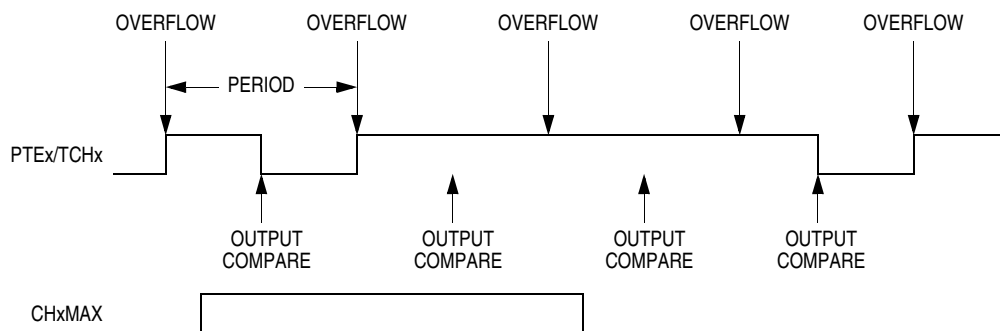 OVERFLOW OVERFLOW OVERFLOW OVERFLOW OVERFLOW
PERIOD
PTEx/TCHx
OUTPUT COMPARE
OUTPUT COMPARE
OUTPUT COMPARE
OUTPUT COMPARE
CHxMAX